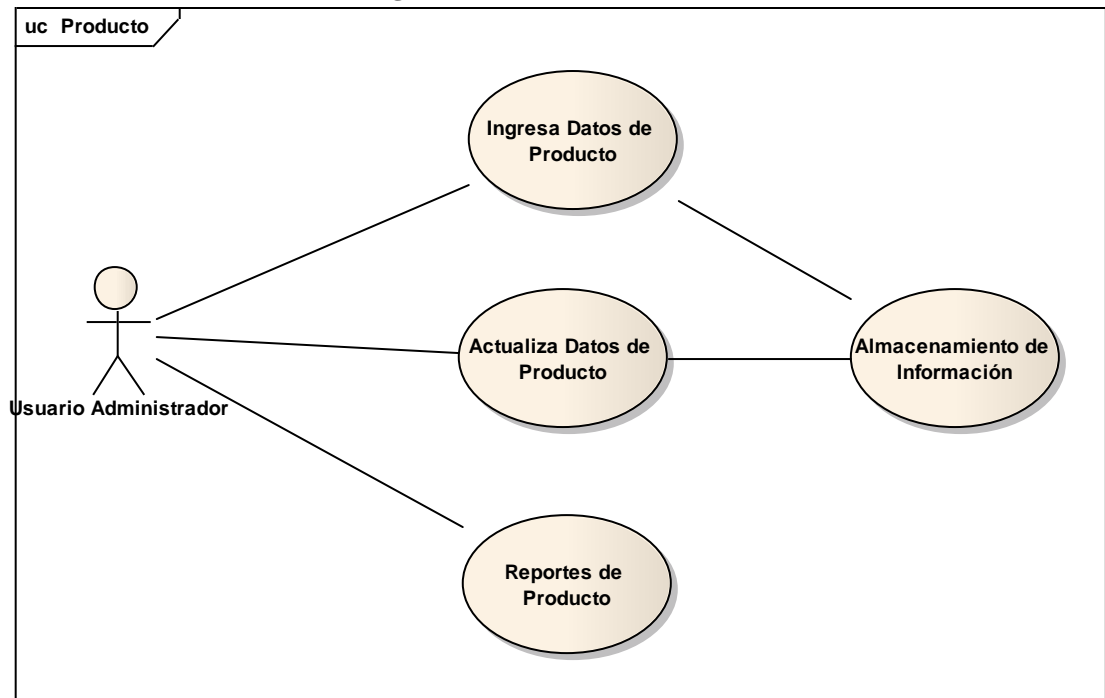 uc Producto
Ingresa Datos de
Producto
Actualiza Datos de
Producto
Almacenamiento de
Información
Usuario Administrador
Reportes de
Producto